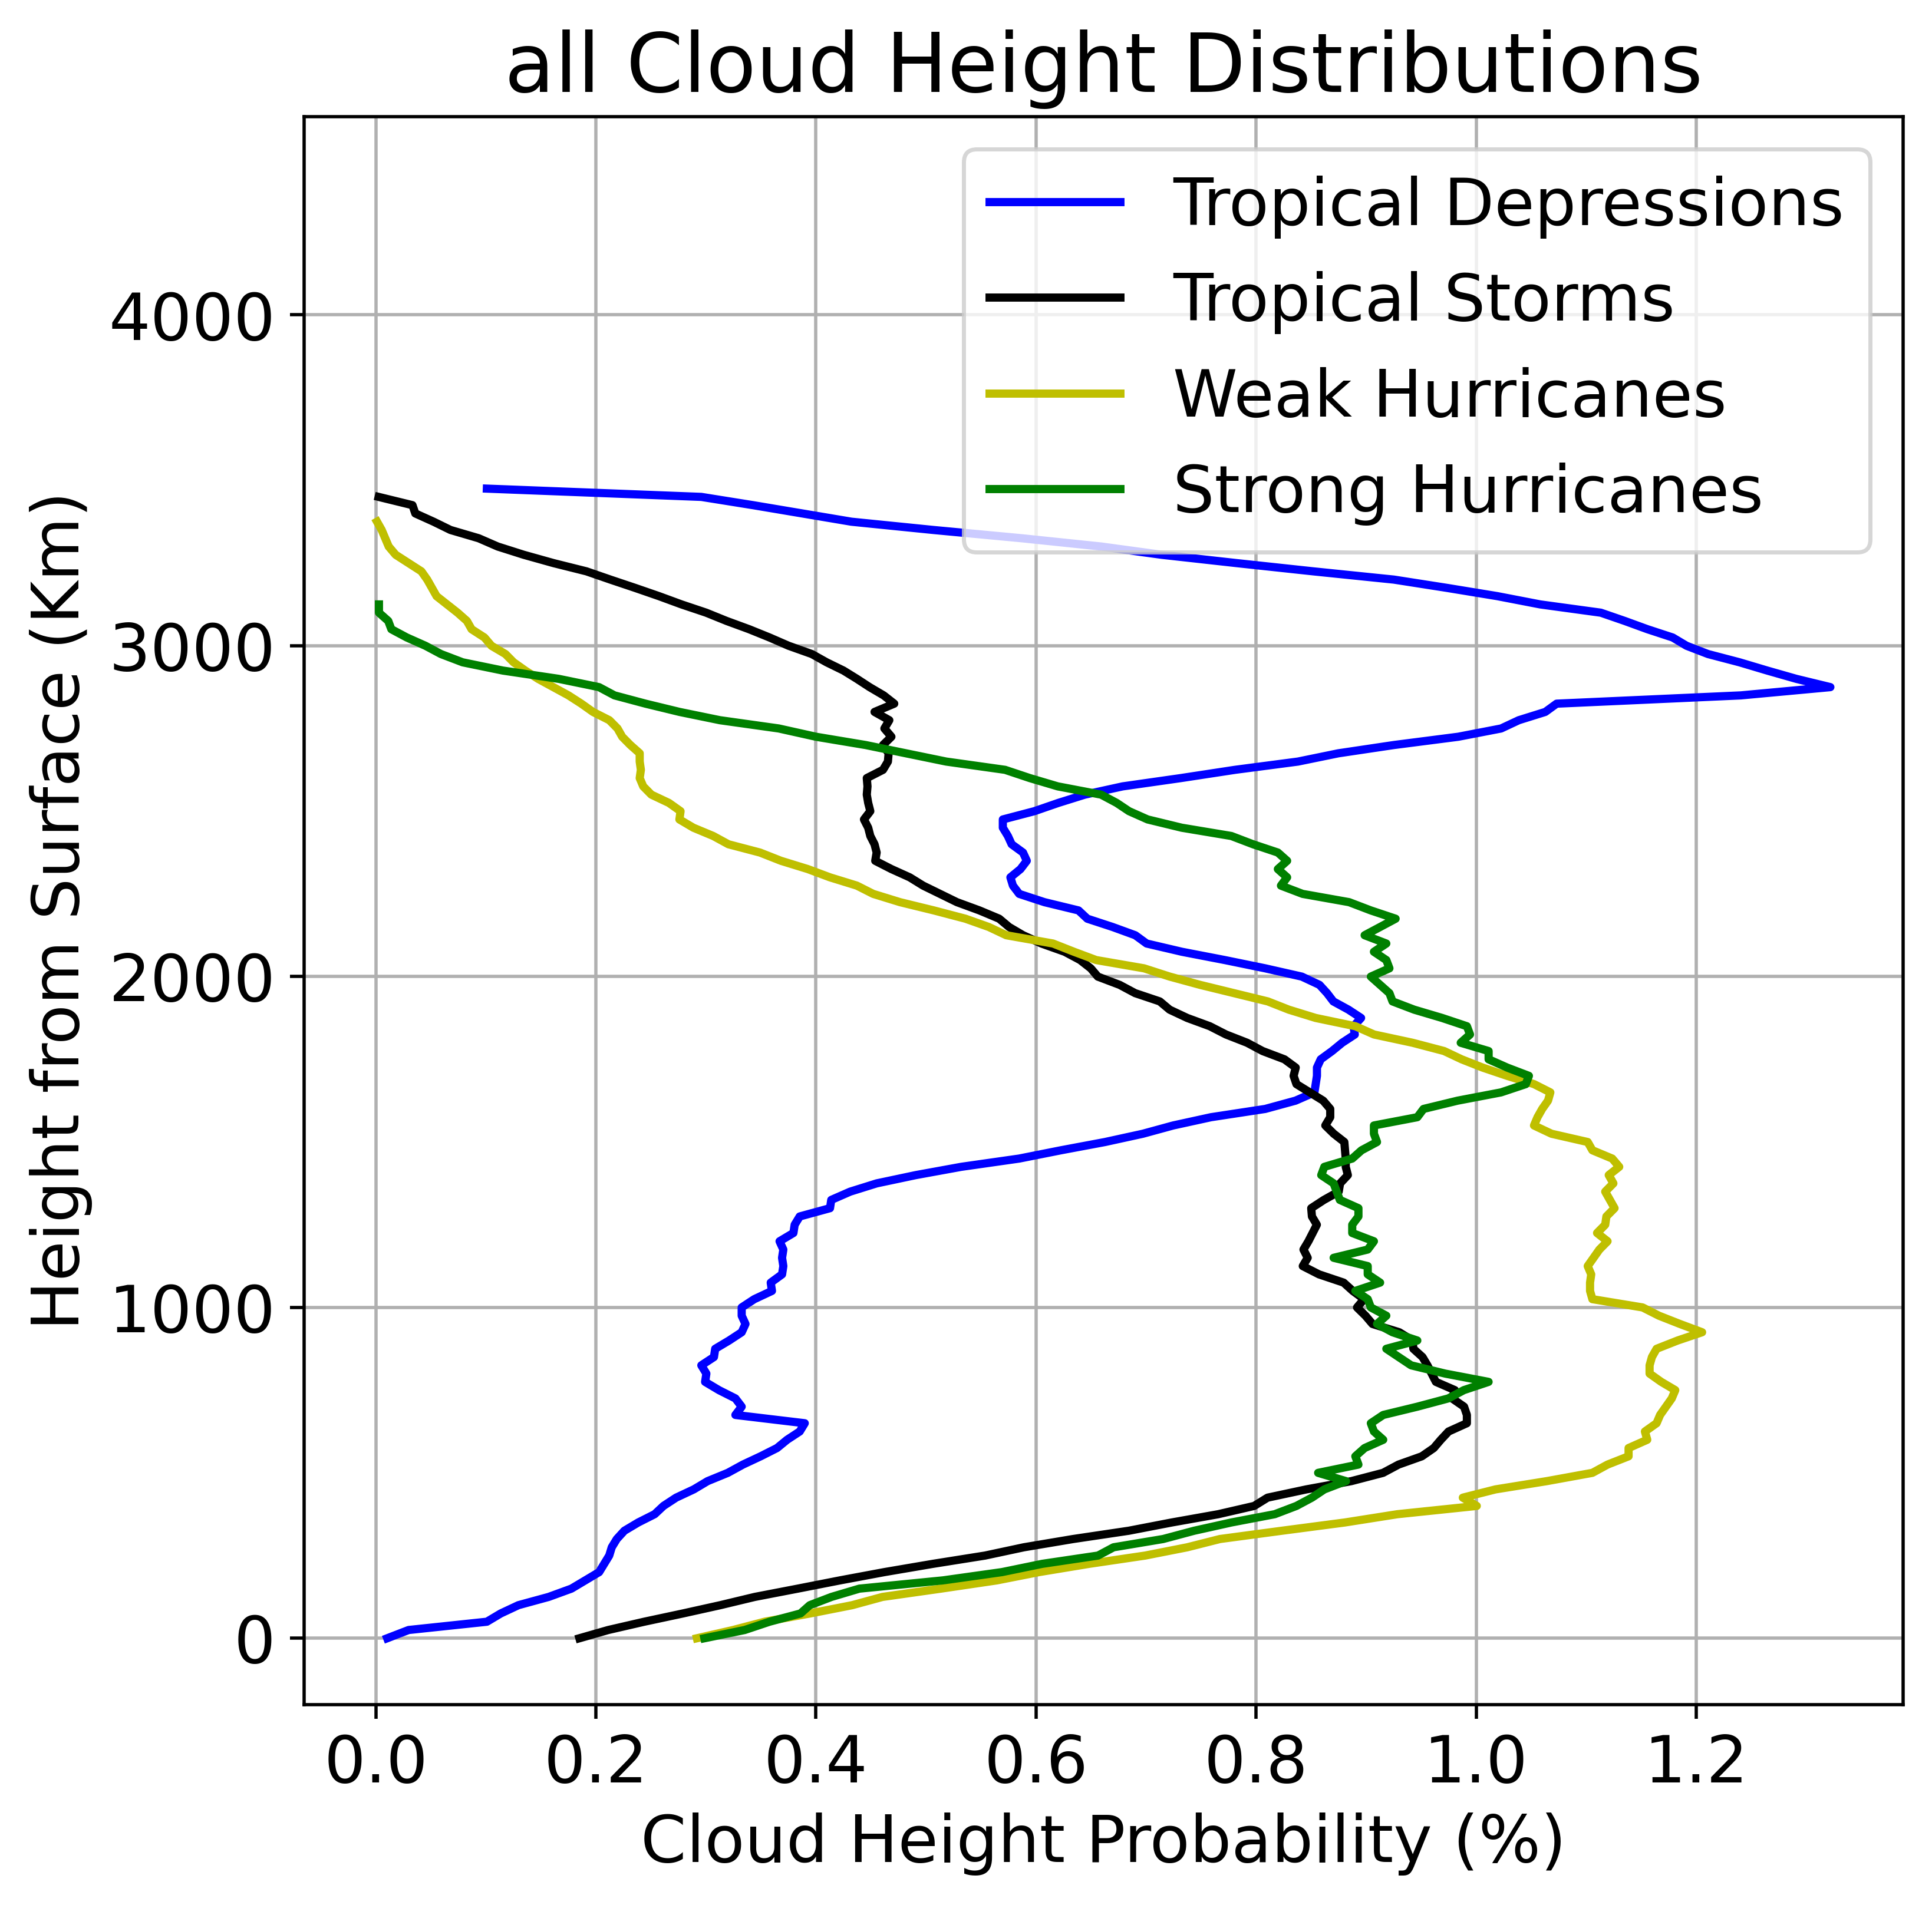 all Cloud Height Distributions
Tropical Depressions
Tropical Storms
Weak Hurricanes
Strong Hurricanes
Height from Surface (Km)
4000
3000
2000
1000
0
0.0 0.2 0.4 0.6 0.8 1.0 1.2
Cloud Height Probability (%)